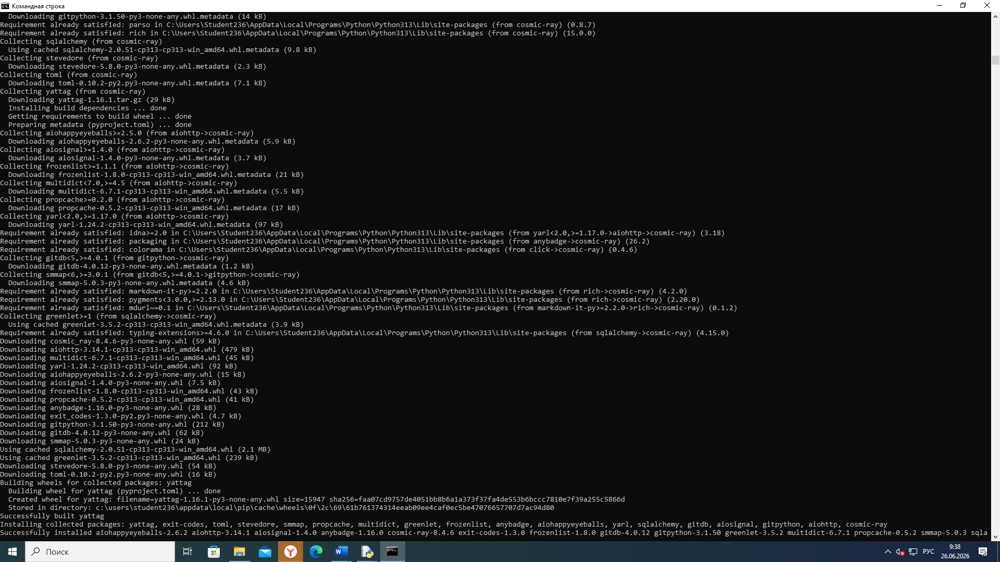 Командная строка
Downloading gitpython-3.1.50-py3-none-any.whl.metadata (14 kB)
Requirement already satisfied: parso in C:\Users\Student236\AppData\Local\Programs\Python\Python313\Lib\site-packages (from cosmic-ray) (0.8.7)
Requirement already satisfied: rich in C:\Users\Student236\AppData\Local\Programs\Python\Python313\Lib\site-packages (from cosmic-ray) (15.0.0)
Collecting sqlalchemy (from cosmic-ray)
Using cached sqlalchemy-2.0.51-cp313-cp313-win_amd64.whl.metadata (9.8 kB)
Collecting stevedore (from cosmic-ray)
Downloading stevedore-5.8.0-py3-none-any.whl.metadata (2.3 kB)
Collecting toml (from cosmic-ray)
Downloading toml-0.10.2-py2.py3-none-any.whl.metadata (7.1 kB)
Collecting yattag (from cosmic-ray)
Downloading yattag-1.16.1.tar.gz (29 kB)
Installing build dependencies ... done
Getting requirements to build wheel ... done
Preparing metadata (pyproject.toml) ... done
Collecting aiohappyeyeballs>=2.5.0 (from aiohttp->cosmic-ray)
Downloading aiohappyeyeballs-2.6.2-py3-none-any.whl.metadata (5.9 kB)
Collecting aiosignal>=1.4.0 (from aiohttp->cosmic-ray)
Downloading aiosignal-1.4.0-py3-none-any.whl.metadata (3.7 kB)
Collecting frozenlist>=1.1.1 (from aiohttp->cosmic-ray)
Downloading frozenlist-1.8.0-cp313-cp313-win_amd64.whl.metadata (21 kB)
Collecting multidict<7.0,>=4.5 (from aiohttp->cosmic-ray)
Downloading multidict-6.7.1-cp313-cp313-win_amd64.whl.metadata (5.5 kB)
Collecting propcache>=0.2.0 (from aiohttp->cosmic-ray)
Downloading propcache-0.5.2-cp313-cp313-win_amd64.whl.metadata (17 kB)
Collecting yarl<2.0,>=1.17.0 (from aiohttp->cosmic-ray)
Downloading yarl-1.24.2-cp313-cp313-win_amd64.whl.metadata (97 kB)
Requirement already satisfied: idna>=2.0 in C:\Users\Student236\AppData\Local\Programs\Python\Python313\Lib\site-packages (from yarl<2.0,>=1.17.0->aiohttp->cosmic-ray) (3.18)
Requirement already satisfied: packaging in C:\Users\Student236\AppData\Local\Programs\Python\Python313\Lib\site-packages (from anybadge->cosmic-ray) (26.2)
Requirement already satisfied: colorama in C:\Users\Student236\AppData\Local\Programs\Python\Python313\Lib\site-packages (from click->cosmic-ray) (0.4.6)
Collecting gitdb<5,>=4.0.1 (from gitpython->cosmic-ray)
Downloading gitdb-4.0.12-py3-none-any.whl.metadata (1.2 kB)
Collecting smmap<6,>=3.0.1 (from gitdb<5,>=4.0.1->gitpython->cosmic-ray)
Downloading smmap-5.0.3-py3-none-any.whl.metadata (4.6 kB)
Requirement already satisfied: markdown-it-py>=2.2.0 in C:\Users\Student236\AppData\Local\Programs\Python\Python313\Lib\site-packages (from rich->cosmic-ray) (4.2.0)
Requirement already satisfied: pygments<3.0.0,>=2.13.0 in C:\Users\Student236\AppData\Local\Programs\Python\Python313\Lib\site-packages (from rich->cosmic-ray) (2.20.0)
Requirement already satisfied: mdurl~=0.1 in C:\Users\Student236\AppData\Local\Programs\Python\Python313\Lib\site-packages (from markdown-it-py>=2.2.0->rich->cosmic-ray) (0.1.2)
Collecting greenlet>=1 (from sqlalchemy->cosmic-ray)
Using cached greenlet-3.5.2-cp313-cp313-win_amd64.whl.metadata (3.9 kB)
Requirement already satisfied: typing-extensions>=4.6.0 in C:\Users\Student236\AppData\Local\Programs\Python\Python313\Lib\site-packages (from sqlalchemy->cosmic-ray) (4.15.0)
Downloading cosmic_ray-8.4.6-py3-none-any.whl (59 kB)
Downloading aiohttp-3.14.1-cp313-cp313-win_amd64.whl (479 kB)
Downloading multidict-6.7.1-cp313-cp313-win_amd64.whl (45 kB)
Downloading yarl-1.24.2-cp313-cp313-win_amd64.whl (92 kB)
Downloading aiohappyeyeballs-2.6.2-py3-none-any.whl (15 kB)
Downloading aiosignal-1.4.0-py3-none-any.whl (7.5 kB)
Downloading frozenlist-1.8.0-cp313-cp313-win_amd64.whl (43 kB)
Downloading propcache-0.5.2-cp313-cp313-win_amd64.whl (41 kB)
Downloading anybadge-1.16.0-py3-none-any.whl (28 kB)
Downloading exit_codes-1.3.0-py2.py3-none-any.whl (4.7 kB)
Downloading gitpython-3.1.50-py3-none-any.whl (212 kB)
Downloading gitdb-4.0.12-py3-none-any.whl (62 kB)
Downloading smmap-5.0.3-py3-none-any.whl (24 kB)
Using cached sqlalchemy-2.0.51-cp313-cp313-win_amd64.whl (2.1 MB)
Using cached greenlet-3.5.2-cp313-cp313-win_amd64.whl (239 kB)
Downloading stevedore-5.8.0-py3-none-any.whl (54 kB)
Downloading toml-0.10.2-py2.py3-none-any.whl (16 kB)
Building wheels for collected packages: yattag
Building wheel for yattag (pyproject.toml) ... done
Created wheel for yattag: filename=yattag-1.16.1-py3-none-any.whl size=15947 sha256=faa07cd9757de4051bb8b6a1a373f37fa4de553b6bccc7810e7f39a255c5866d
Stored in directory: c:\users\student236\appdata\local\pip\cache\wheels\0f\2c\69\61b761374314eeab09ee4caf0ec5be47076657707d7ac94d80
Successfully built yattag
Installing collected packages: yattag, exit-codes, toml, stevedore, smmap, propcache, multidict, greenlet, frozenlist, anybadge, aiohappyeyeballs, yarl, sqlalchemy, gitdb, aiosignal, gitpython, aiohttp, cosmic-ray
Successfully installed aiohappyeyeballs-2.6.2 aiohttp-3.14.1 aiosignal-1.4.0 anybadge-1.16.0 cosmic-ray-8.4.6 exit-codes-1.3.0 frozenlist-1.8.0 gitdb-4.0.12 gitpython-3.1.50 greenlet-3.5.2 multidict-6.7.1 propcache-0.5.2 smmap-5.0.3 sqla
Поиск
РУС
9:38
26.06.2026